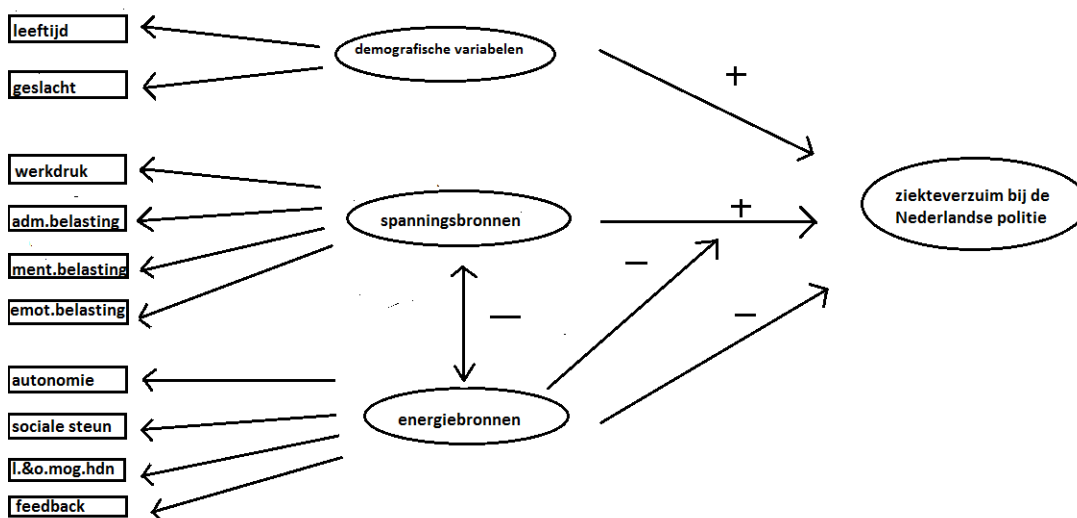 leeftijd
demografische variabelen
geslacht
+
werkdruk
ziekteverzuim bij de
Nederlandse politie
adm.belasting
spanningsbronnen
+
ment.belasting
—
emot.belasting
—
—
autonomie
energiebronnen
sociale steun
l.&o.mog.hdn
feedback